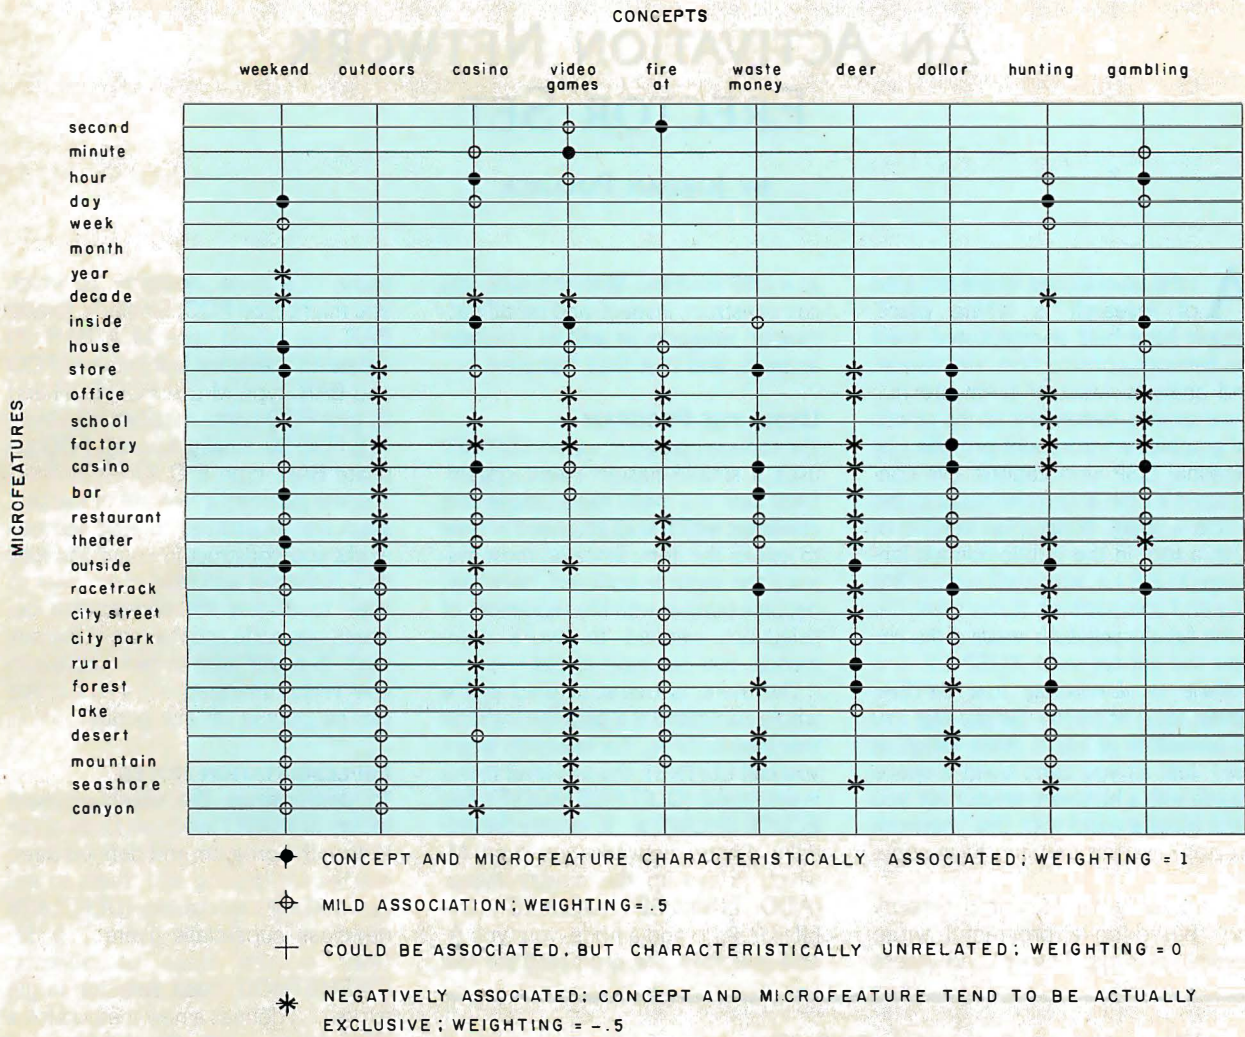 CONCEPTS
weekend outdoors casino video games fire at waste money deer dollor hunting gambling
MICROFEATURES
second
minute
hour
day
week
month
year
decade
inside
house
store
office
school
factory
casino
bar
restaurant
theater
outside
racetrack
city street
city park
rural
forest
lake
desert
mountain
seashore
canyon
CONCEPT AND MICROFEATURE CHARACTERISTICALLY ASSOCIATED; WEIGHTING = 1
MILD ASSOCIATION; WEIGHTING=.5
COULD BE ASSOCIATED, BUT CHARACTERISTICALLY UNRELATED; WEIGHTING = 0
NEGATIVELY ASSOCIATED; CONCEPT AND MICROFEATURE TEND TO BE ACTUALLY
EXCLUSIVE; WEIGHTING = -.5